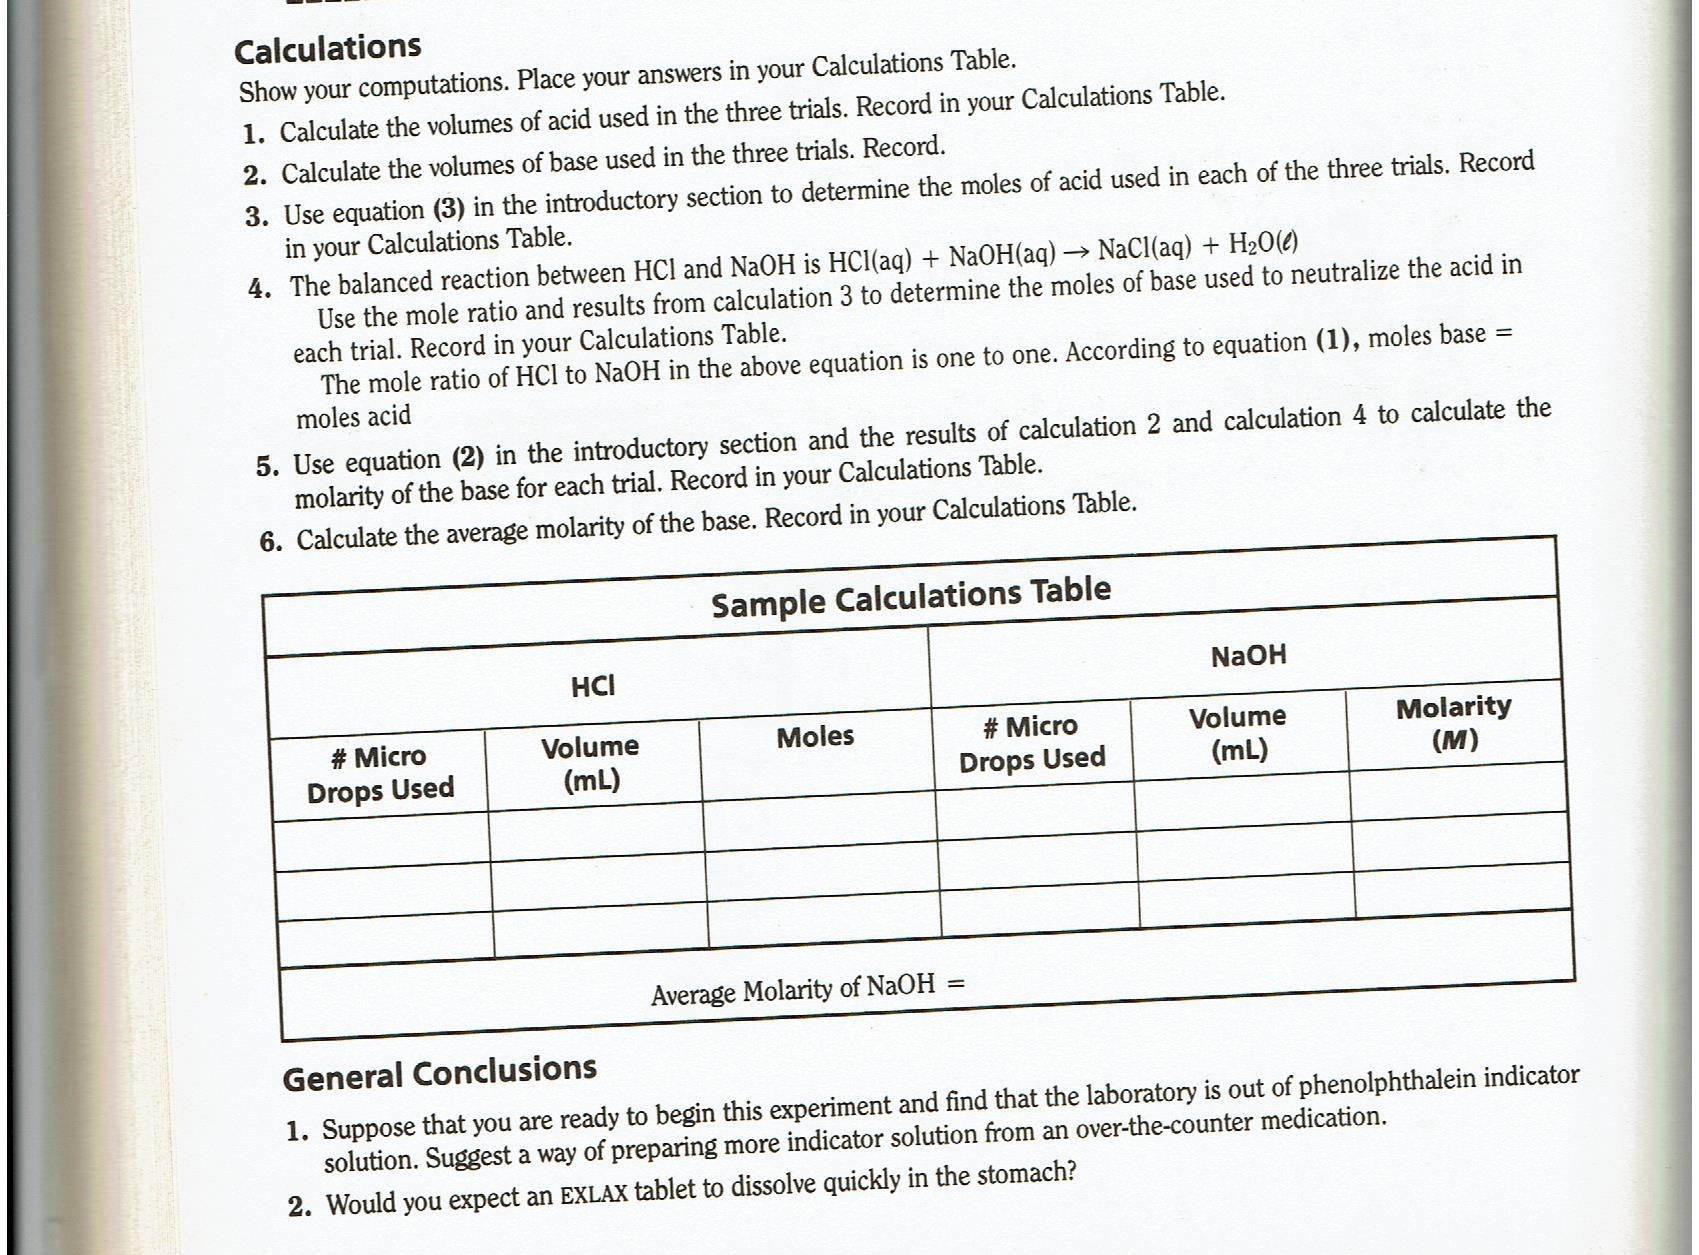 Calculations
Show your computations. Place your answers in your Calculations Table.
1. Calculate the volumes of acid used in the three trials. Record in your Calculations Table.
2. Calculate the volumes of base used in the three trials. Record.
3. Use equation (3) in the introductory section to determine the moles of acid used in each of the three trials. Record
in your Calculations Table.
4. The balanced reaction between HCl and NaOH is HCl(aq) + NaOH(aq) → NaCl(aq) + H₂O(ℓ)
Use the mole ratio and results from calculation 3 to determine the moles of base used to neutralize the acid in
each trial. Record in your Calculations Table.
The mole ratio of HCl to NaOH in the above equation is one to one. According to equation (1), moles base =
moles acid
5. Use equation (2) in the introductory section and the results of calculation 2 and calculation 4 to calculate the
molarity of the base for each trial. Record in your Calculations Table.
6. Calculate the average molarity of the base. Record in your Calculations Table.
Sample Calculations Table
HCl
NaOH
# Micro
Drops Used
Volume
(mL)
Moles
# Micro
Drops Used
Volume
(mL)
Molarity
(M)
Average Molarity of NaOH =
General Conclusions
1. Suppose that you are ready to begin this experiment and find that the laboratory is out of phenolphthalein indicator
solution. Suggest a way of preparing more indicator solution from an over-the-counter medication.
2. Would you expect an EXLAX tablet to dissolve quickly in the stomach?